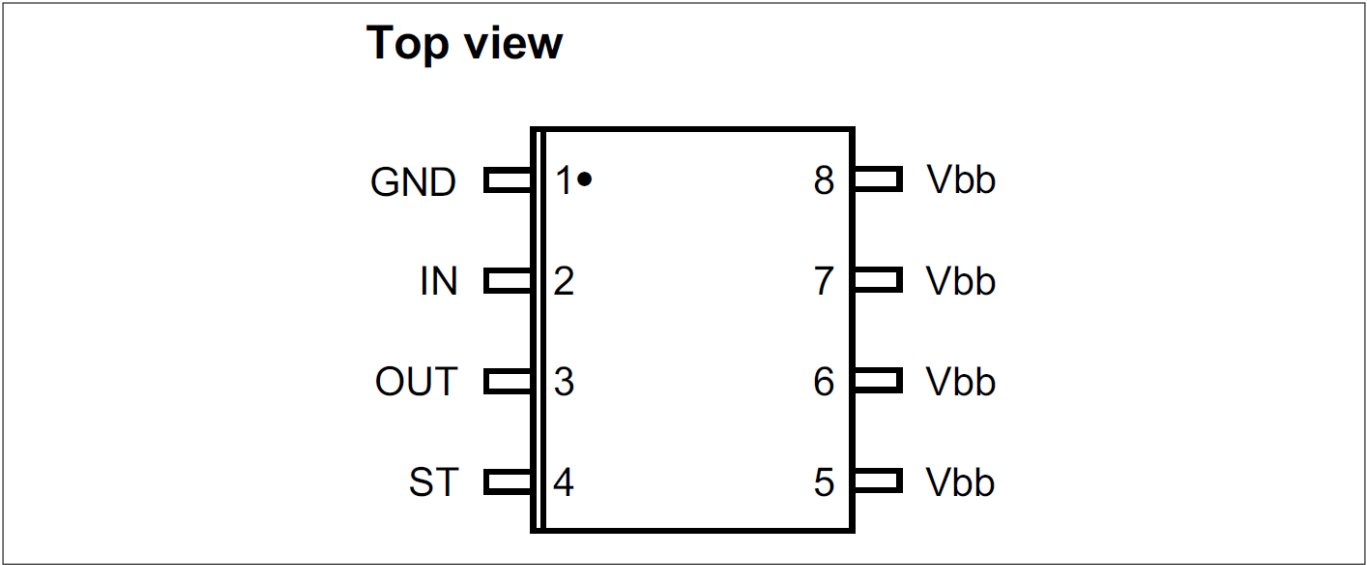 Top view
GND 1 8 Vbb
IN 2 7 Vbb
OUT 3 6 Vbb
ST 4 5 Vbb